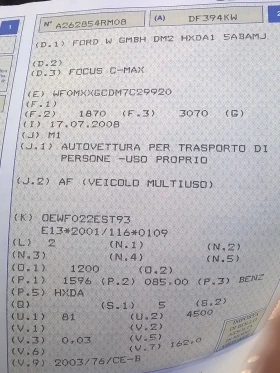 N° A262854RM08 (A) DF394KW
(D.1) FORD W GMBH DM2 HXDA1 5ABAMJ
(D.2)
(D.3) FOCUS C-MAX
(E) WF0MXXGCDM7C29920
(F.1)
(F.2) 1870 (F.3) 3070 (G)
(I) 17.07.2008
(J) M1
(J.1) AUTOVETTURA PER TRASPORTO DI
PERSONE -USO PROPRIO
(J.2) AF (VEICOLO MULTIUSO)
(K) OEWF022EST93
E13*2001/116*0109
(L) 2 (N.1) (N.2)
(N.3) (N.4) (N.5)
(O.1) 1200 (O.2)
(P.1) 1596 (P.2) 085,00 (P.3) BENZ
(P.5) HXDA
(Q) (S.1) 5 (S.2)
(U.1) 81 (U.2) 4500
(V.1) (V.2)
(V.3) 0.03 (V.5)
(V.6) (V.7) 162,0
(V.9) 2003/76/CE-B